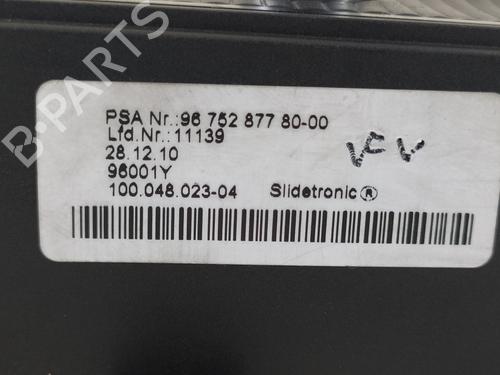 B-PARTS
PSA Nr.:96 752 877 80-00
Lfd.Nr.:11139
28.12.10
96001Y
100.048.023-04 Slidetronic®